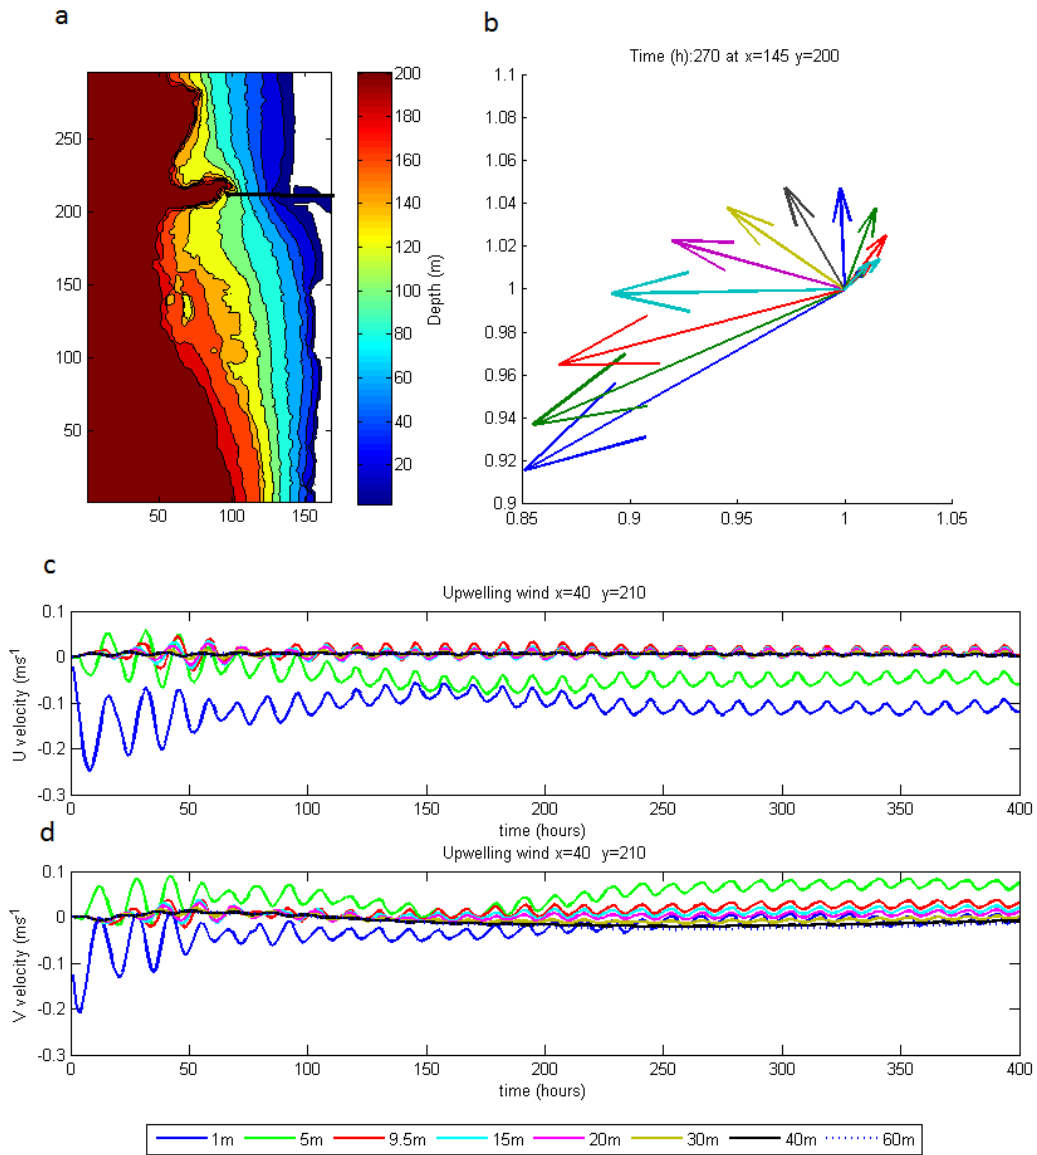 a
250
200
150
100
50
50
100
150
200
180
160
140
120
100
80
60
40
20
Depth (m)
b
Time (h):270 at x=145 y=200
1.1
1.08
1.06
1.04
1.02
1
0.98
0.96
0.94
0.92
0.9
0.85
0.9
0.95
1
1.05
c
Upwelling wind x=40 y=210
0.1
0
-0.1
-0.2
-0.3
U velocity (ms-1)
0 50 100 150 200 250 300 350 400
time (hours)
d
Upwelling wind x=40 y=210
0.1
0
-0.1
-0.2
-0.3
V velocity (ms-1)
0 50 100 150 200 250 300 350 400
time (hours)
1m 5m 9.5m 15m 20m 30m 40m 60m